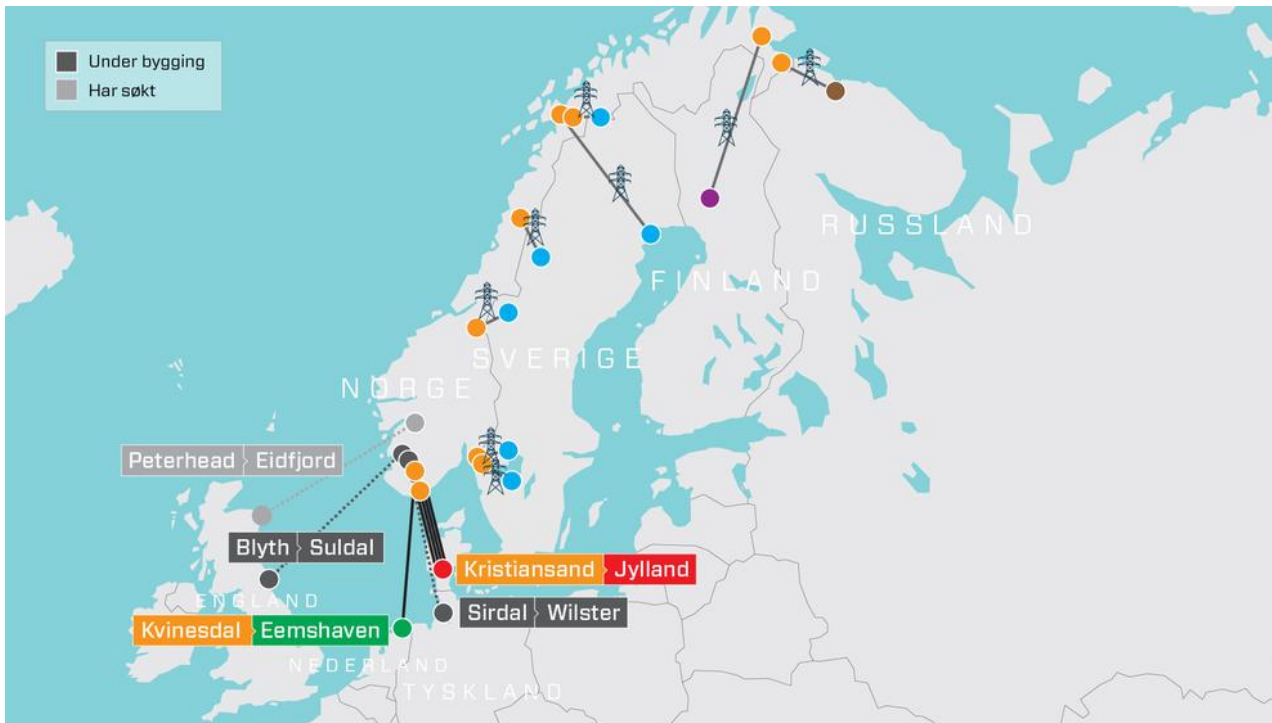 Under bygging
Har søkt
RUSSLAND
FINLAND
SVERIGE
NORGE
Peterhead Eidfjord
Blyth Suldal
Kristiansand Jylland
ENGLAND
Sirdal Wilster
Kvinesdal Eemshaven
NEDERLAND
TYSKLAND